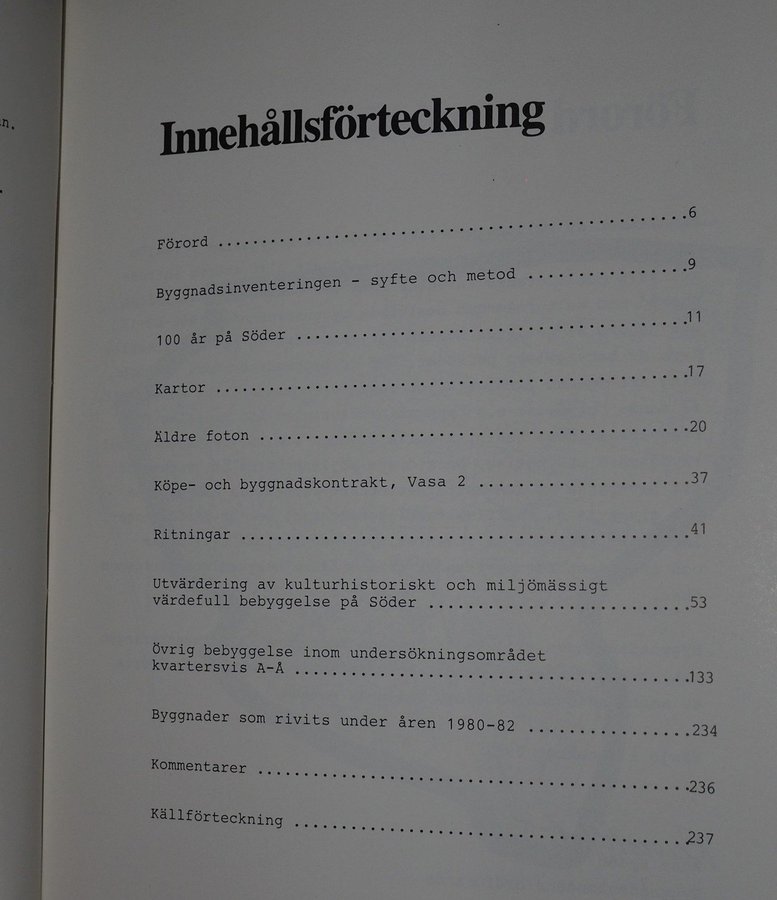 n.
Innehållsförteckning
Förord ........................................................6
Byggnadsinventeringen - syfte och metod ..................9
100 år på Söder ..............................................11
Kartor .......................................................17
Äldre foton ..................................................20
Köpe- och byggnadskontrakt, Vasa 2 .......................37
Ritningar ....................................................41
Utvärdering av kulturhistoriskt och miljömässigt
värdefull bebyggelse på Söder ............................53
Övrig bebyggelse inom undersökningsområdet
kvartersvis A-Å ..........................................133
Byggnader som rivits under åren 1980-82 .................234
Kommentarer .................................................236
Källförteckning .............................................237